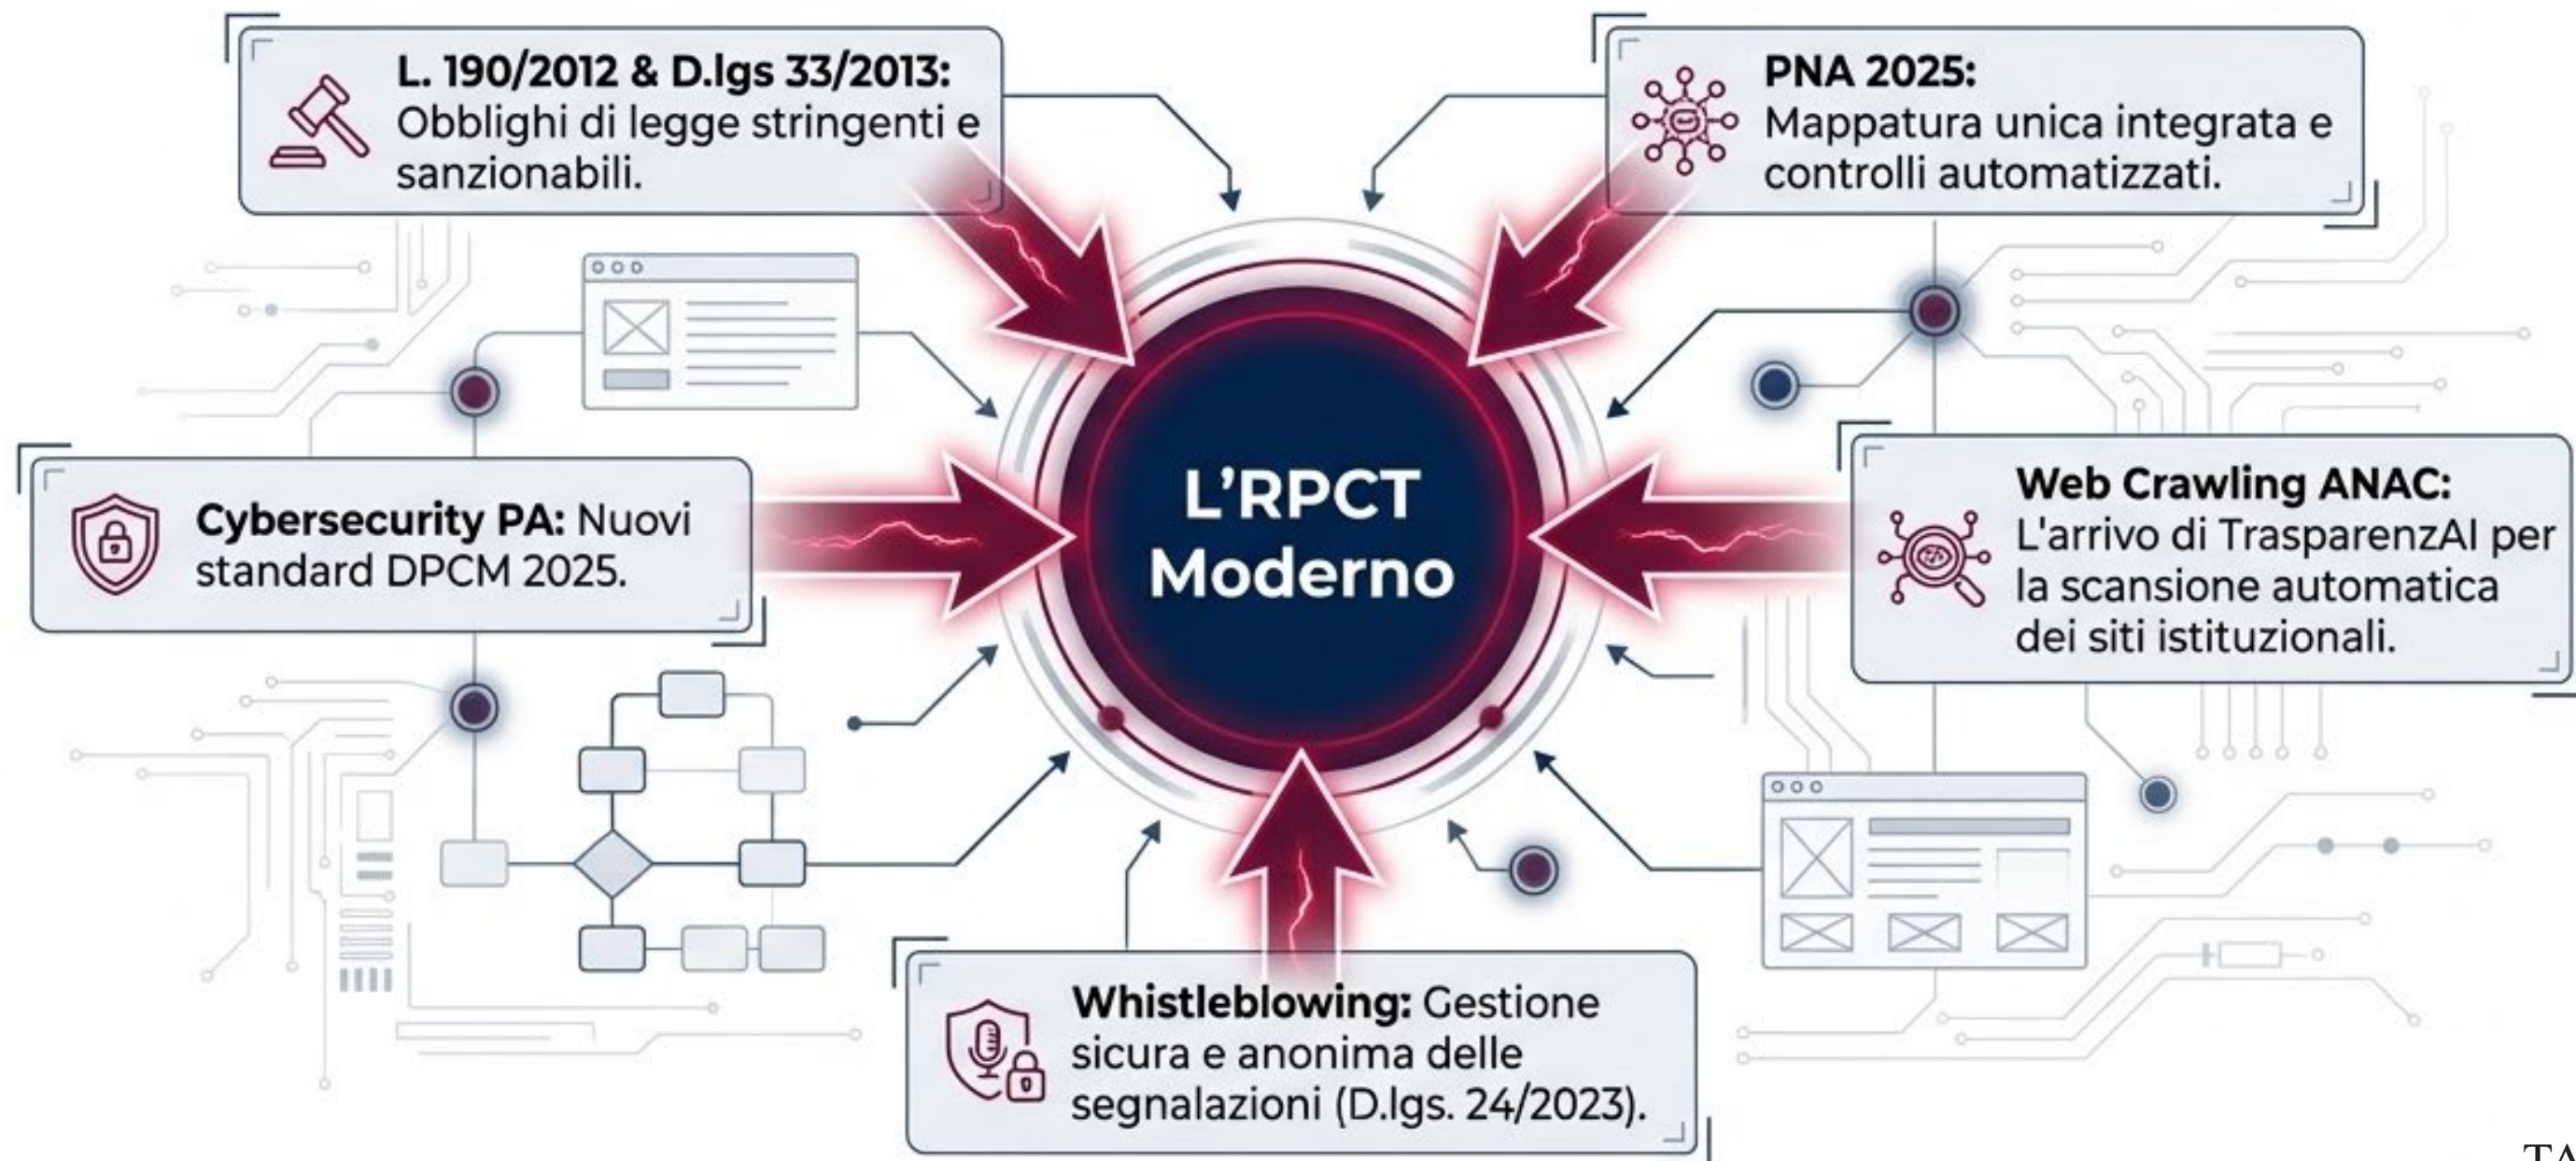 L. 190/2012 & D.lgs 33/2013:
Obblighi di legge stringenti e
sanzionabili.
PNA 2025:
Mappatura unica integrata e
controlli automatizzati.
Cybersecurity PA: Nuovi
standard DPCM 2025.
L'RPCT
Moderno
Web Crawling ANAC:
L'arrivo di TrasparenzAI per
la scansione automatica
dei siti istituzionali.
Whistleblowing: Gestione
sicura e anonima delle
segnalazioni (D.lgs. 24/2023).